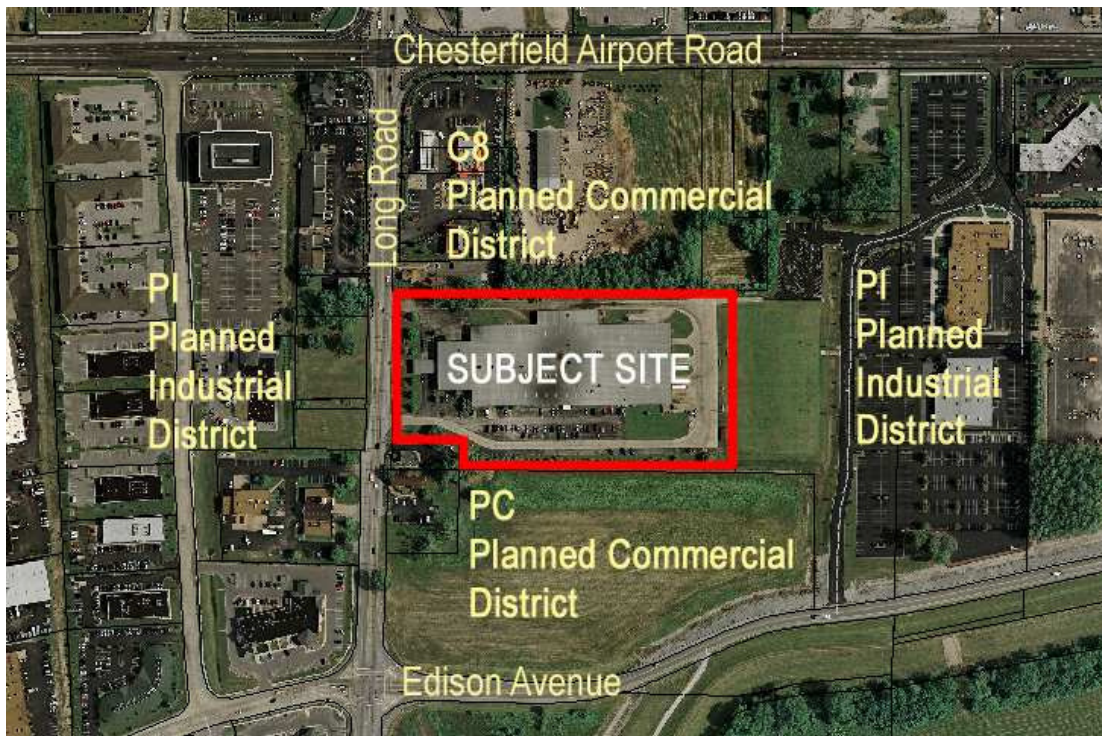 Chesterfield Airport Road
Long Road
C8
Planned Commercial
District
PI
Planned
Industrial
District
SUBJECT SITE
PI
Planned
Industrial
District
PC
Planned Commercial
District
Edison Avenue